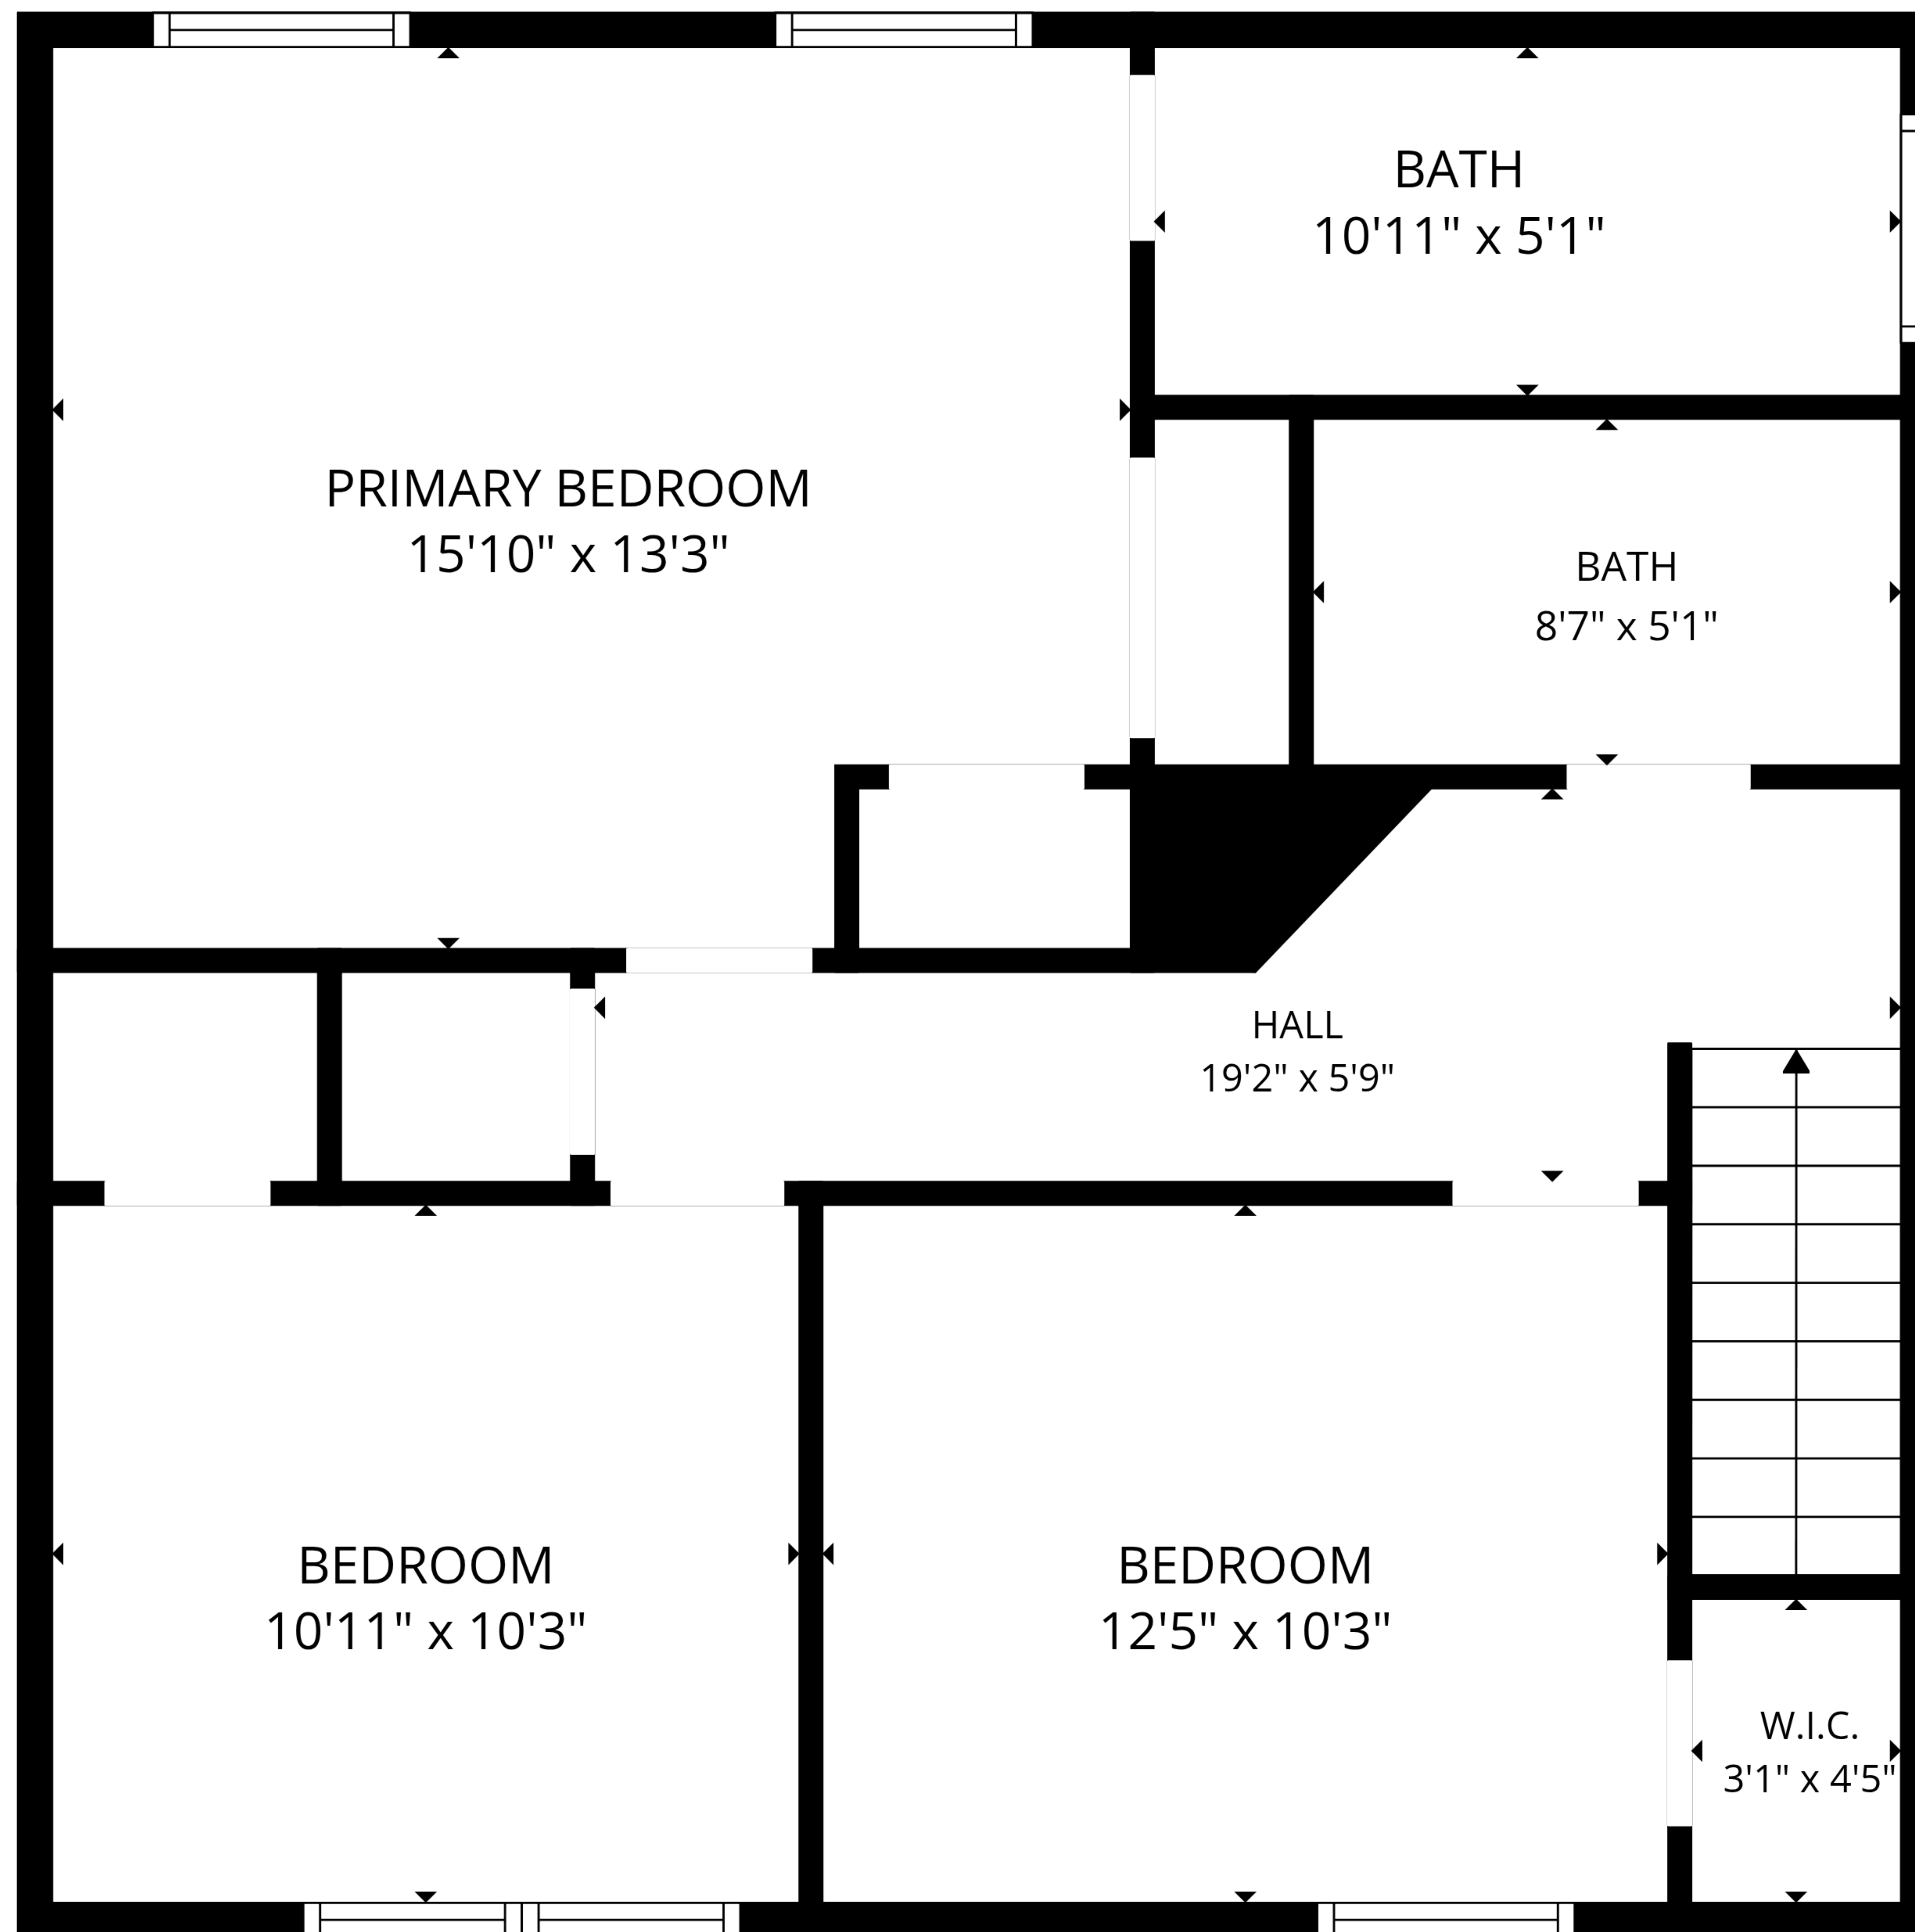 BATH
10'11" x 5'1"
PRIMARY BEDROOM
15'10" x 13'3"
BATH
8'7" x 5'1"
HALL
19'2" x 5'9"
BEDROOM
10'11" x 10'3"
BEDROOM
12'5" x 10'3"
W.I.C.
3'1" x 4'5"